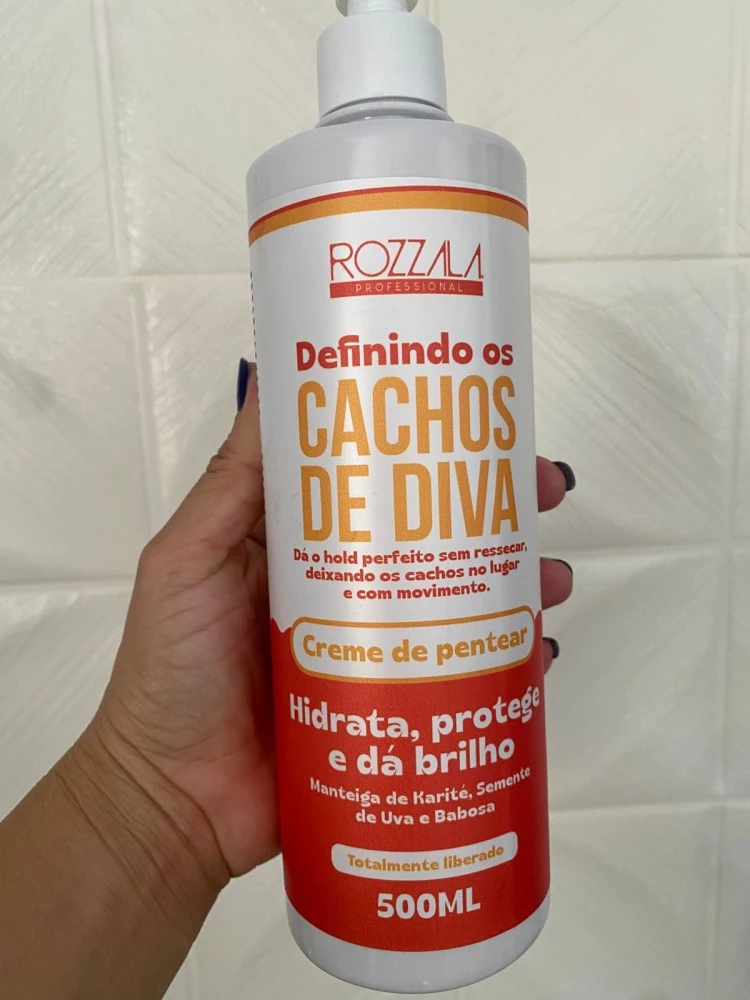 ROZZALA
PROFESSIONAL
Definindo os
CACHOS
DE DIVA
Dá o hold perfeito sem ressecar,
deixando os cachos no lugar
e com movimento.
Creme de pentear
Hidrata, protege
e dá brilho
Manteiga de Karité, Semente
de Uva e Babosa
Totalmente liberado
500ML